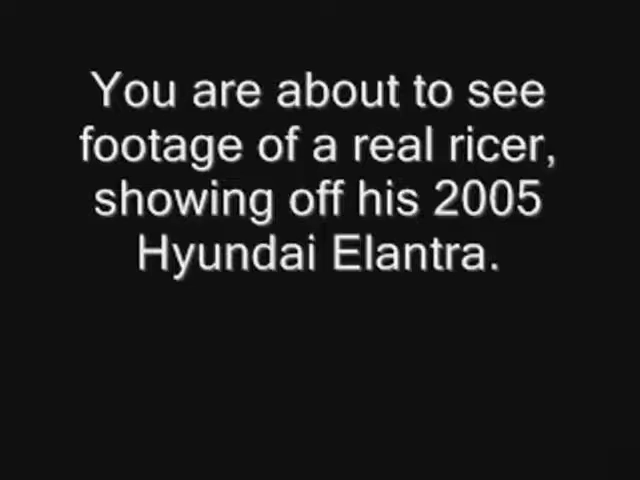 You are about to see
footage of a real ricer,
showing off his 2005
Hyundai Elantra.